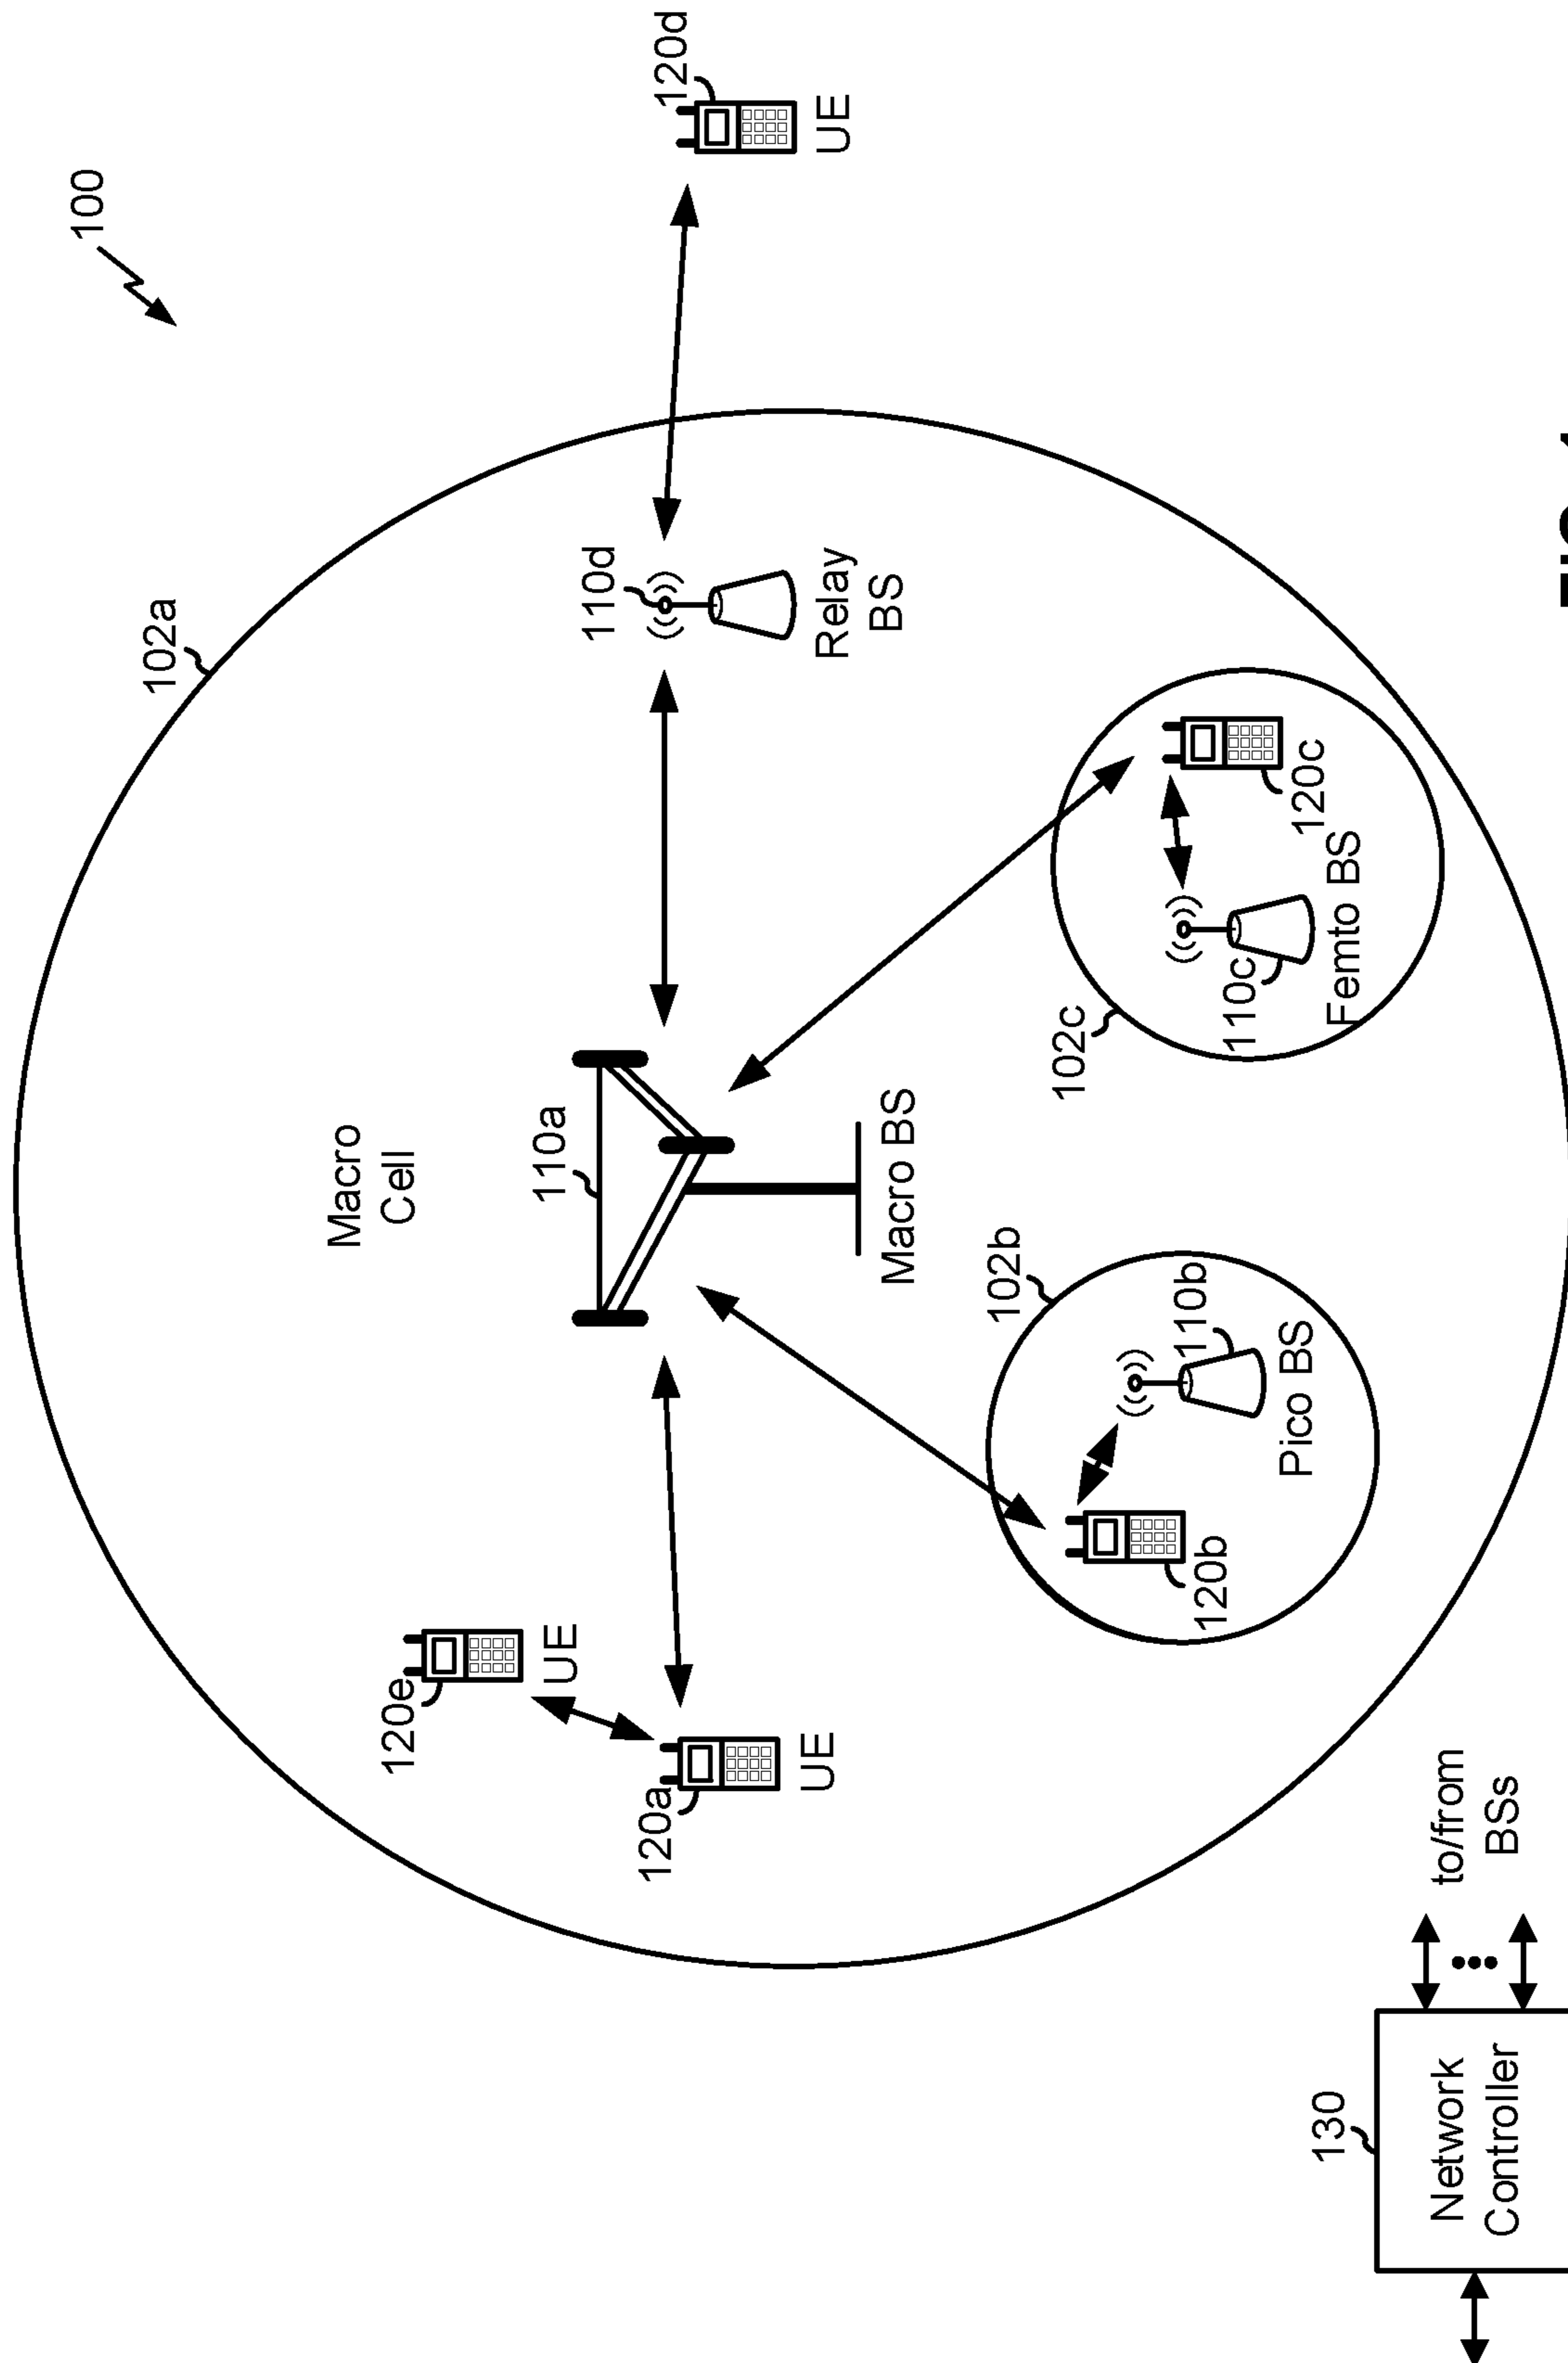 100
102a
Macro
Cell
120e
UE
110a
110d
120a
UE
120d
UE
Relay
BS
Macro BS
102b
102c
110b
120b
Pico BS
110c
120c
Femto BS
130
Network
Controller
to/from
BSs